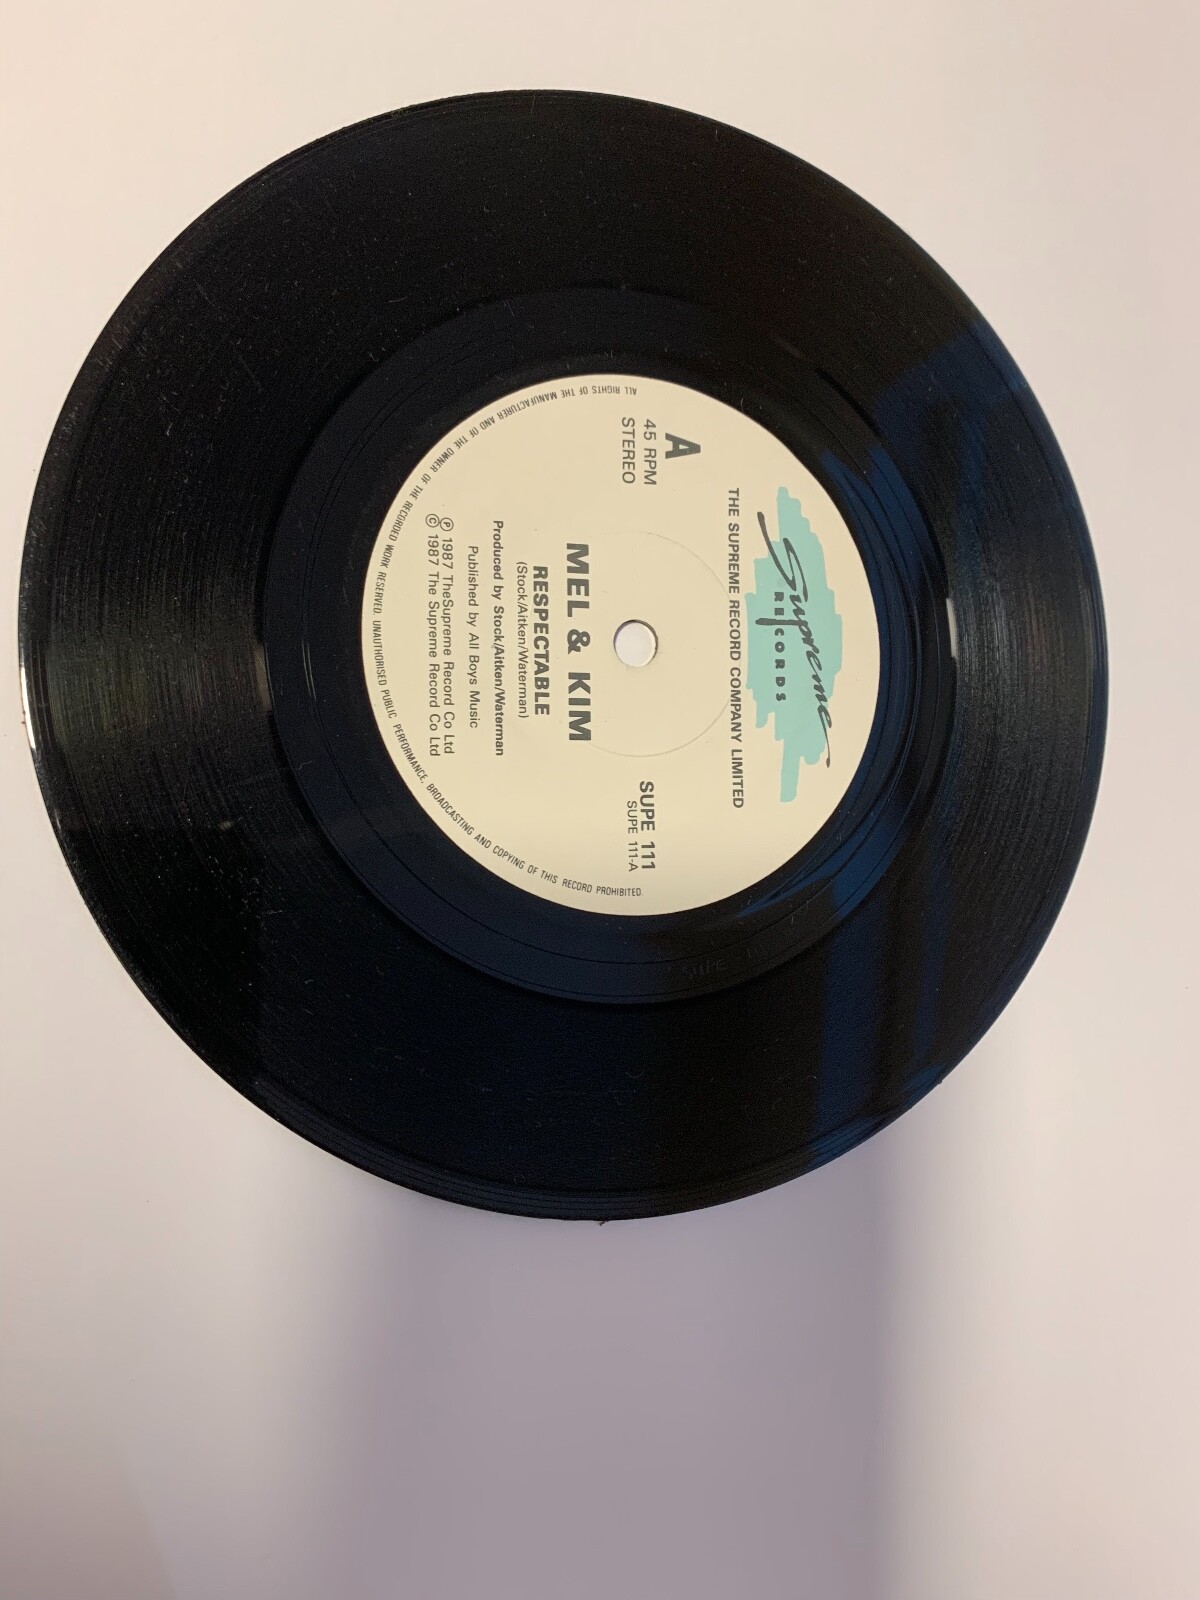 Supreme
RECORDS
THE SUPREME RECORD COMPANY LIMITED
A
45 RPM
STEREO
SUPE 111
SUPE 111-A
MEL & KIM
RESPECTABLE
(Stock/Aitken/Waterman)
Produced by Stock/Aitken/Waterman
Published by All Boys Music
℗ 1987 TheSupreme Record Co Ltd
© 1987 The Supreme Record Co Ltd
ALL RIGHTS OF THE MANUFACTURER AND OF THE OWNER OF THE RECORDED WORK RESERVED. UNAUTHORISED PUBLIC PERFORMANCE, BROADCASTING AND COPYING OF THIS RECORD PROHIBITED
SUPE